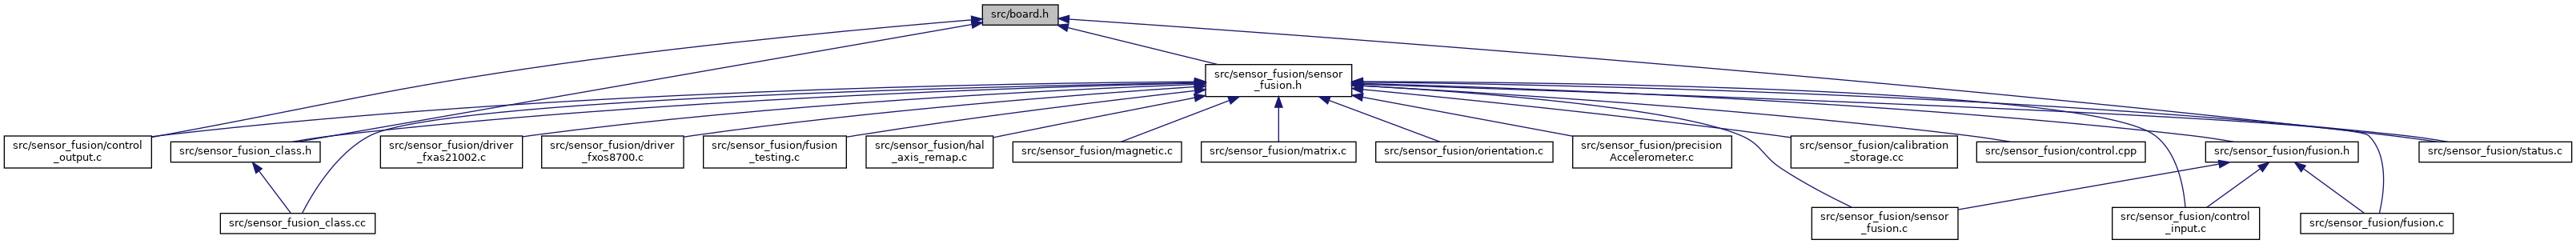 src/board.h
src/sensor_fusion/sensor
_fusion.h
src/sensor_fusion/control
_output.c
src/sensor_fusion_class.h
src/sensor_fusion/driver
_fxas21002.c
src/sensor_fusion/driver
_fxos8700.c
src/sensor_fusion/fusion
_testing.c
src/sensor_fusion/hal
_axis_remap.c
src/sensor_fusion/magnetic.c
src/sensor_fusion/matrix.c
src/sensor_fusion/orientation.c
src/sensor_fusion/precision
Accelerometer.c
src/sensor_fusion/calibration
_storage.cc
src/sensor_fusion/control.cpp
src/sensor_fusion/fusion.h
src/sensor_fusion/status.c
src/sensor_fusion_class.cc
src/sensor_fusion/sensor
_fusion.c
src/sensor_fusion/control
_input.c
src/sensor_fusion/fusion.c